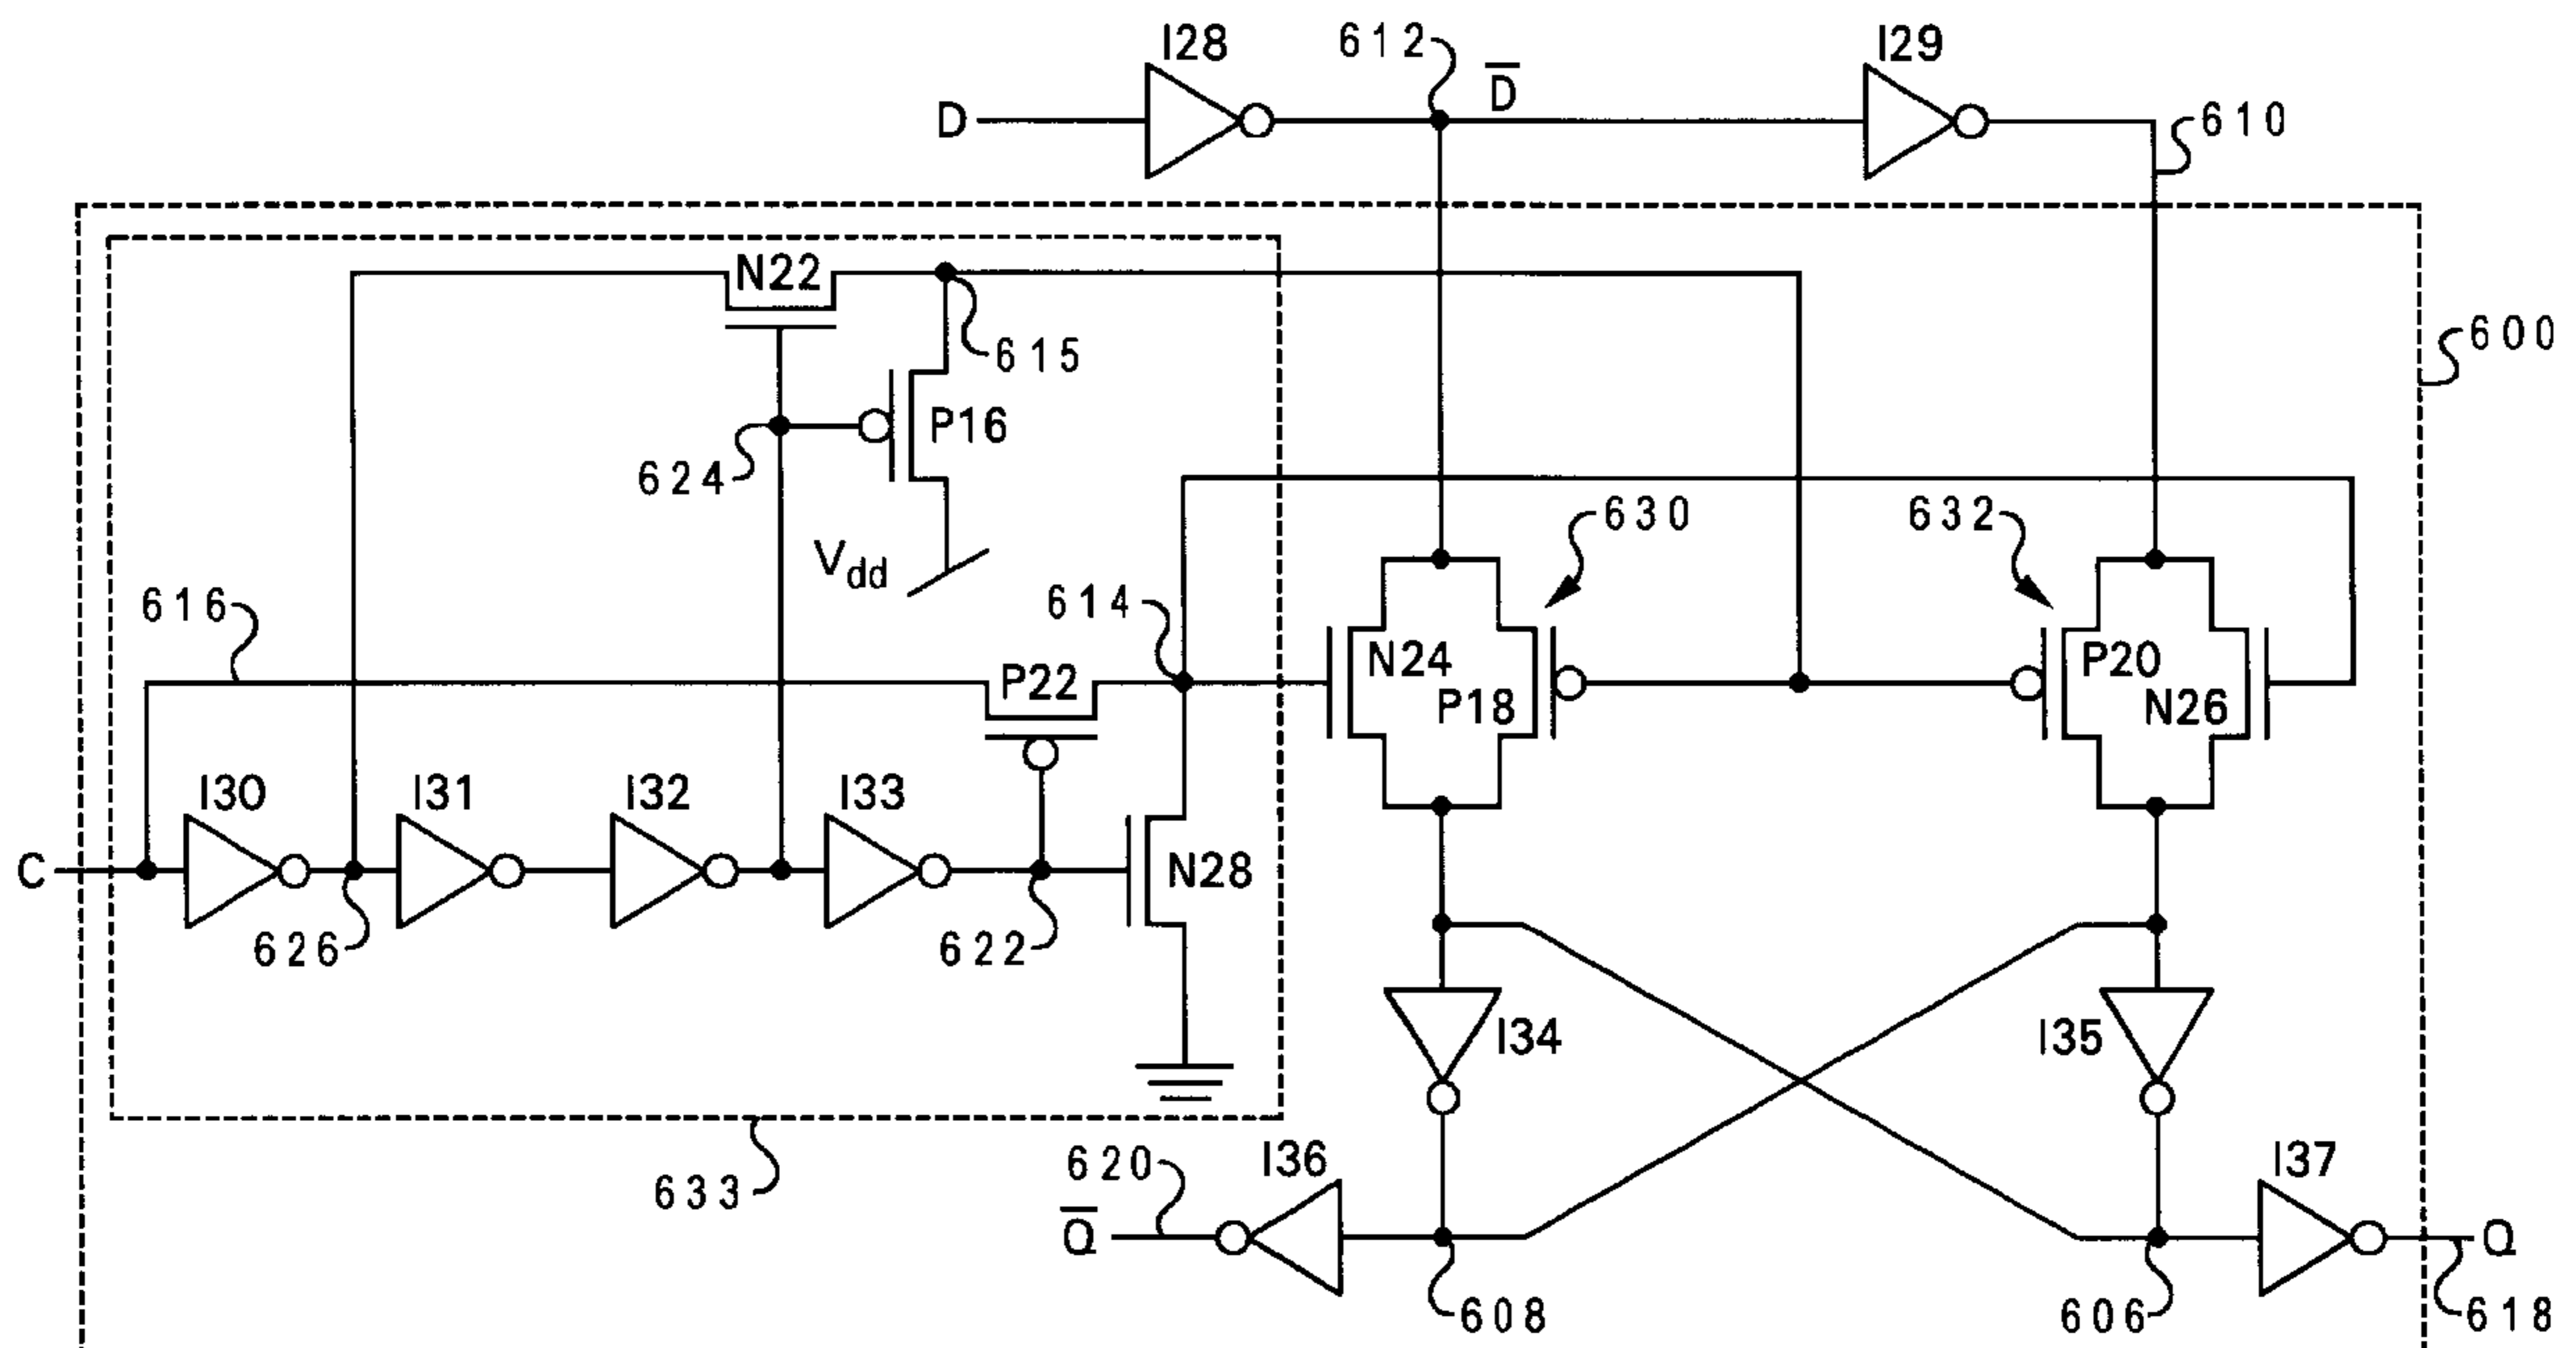 I28
612
D̅
I29
D
610
N22
615
600
P16
624
630
632
Vdd
616
614
P22
N24
P18
P20
N26
I30
I31
I32
I33
C
N28
626
622
I34
I35
633
620
I36
I37
Q̅
Q
608
606
618